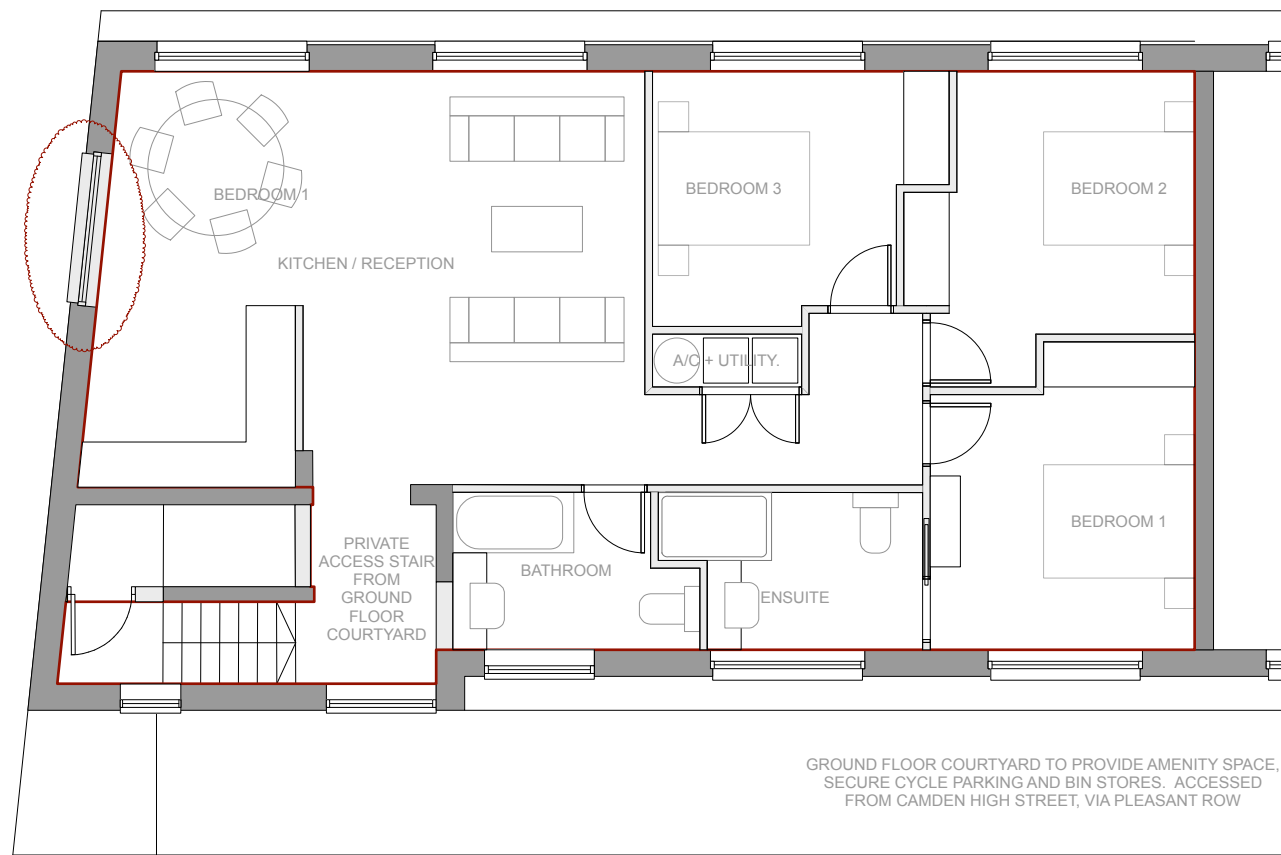 BEDROOM 1
KITCHEN / RECEPTION
BEDROOM 3
BEDROOM 2
A/C + UTILITY.
BEDROOM 1
PRIVATE
ACCESS STAIR
FROM
GROUND
FLOOR
COURTYARD
BATHROOM
ENSUITE
GROUND FLOOR COURTYARD TO PROVIDE AMENITY SPACE,
SECURE CYCLE PARKING AND BIN STORES. ACCESSED
FROM CAMDEN HIGH STREET, VIA PLEASANT ROW